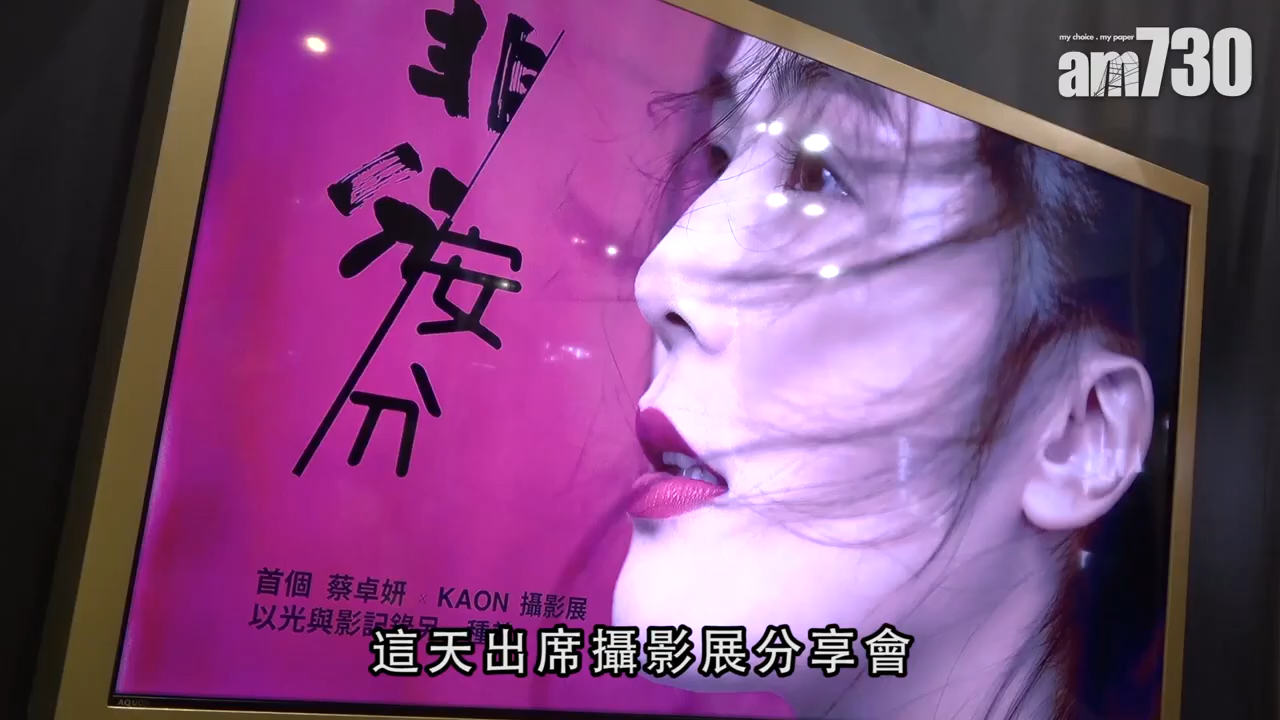 my choice . my paper
am730
非
安
分
首個 蔡卓妍 × KAON 攝影展
以光與影記錄另一種
這天出席攝影展分享會